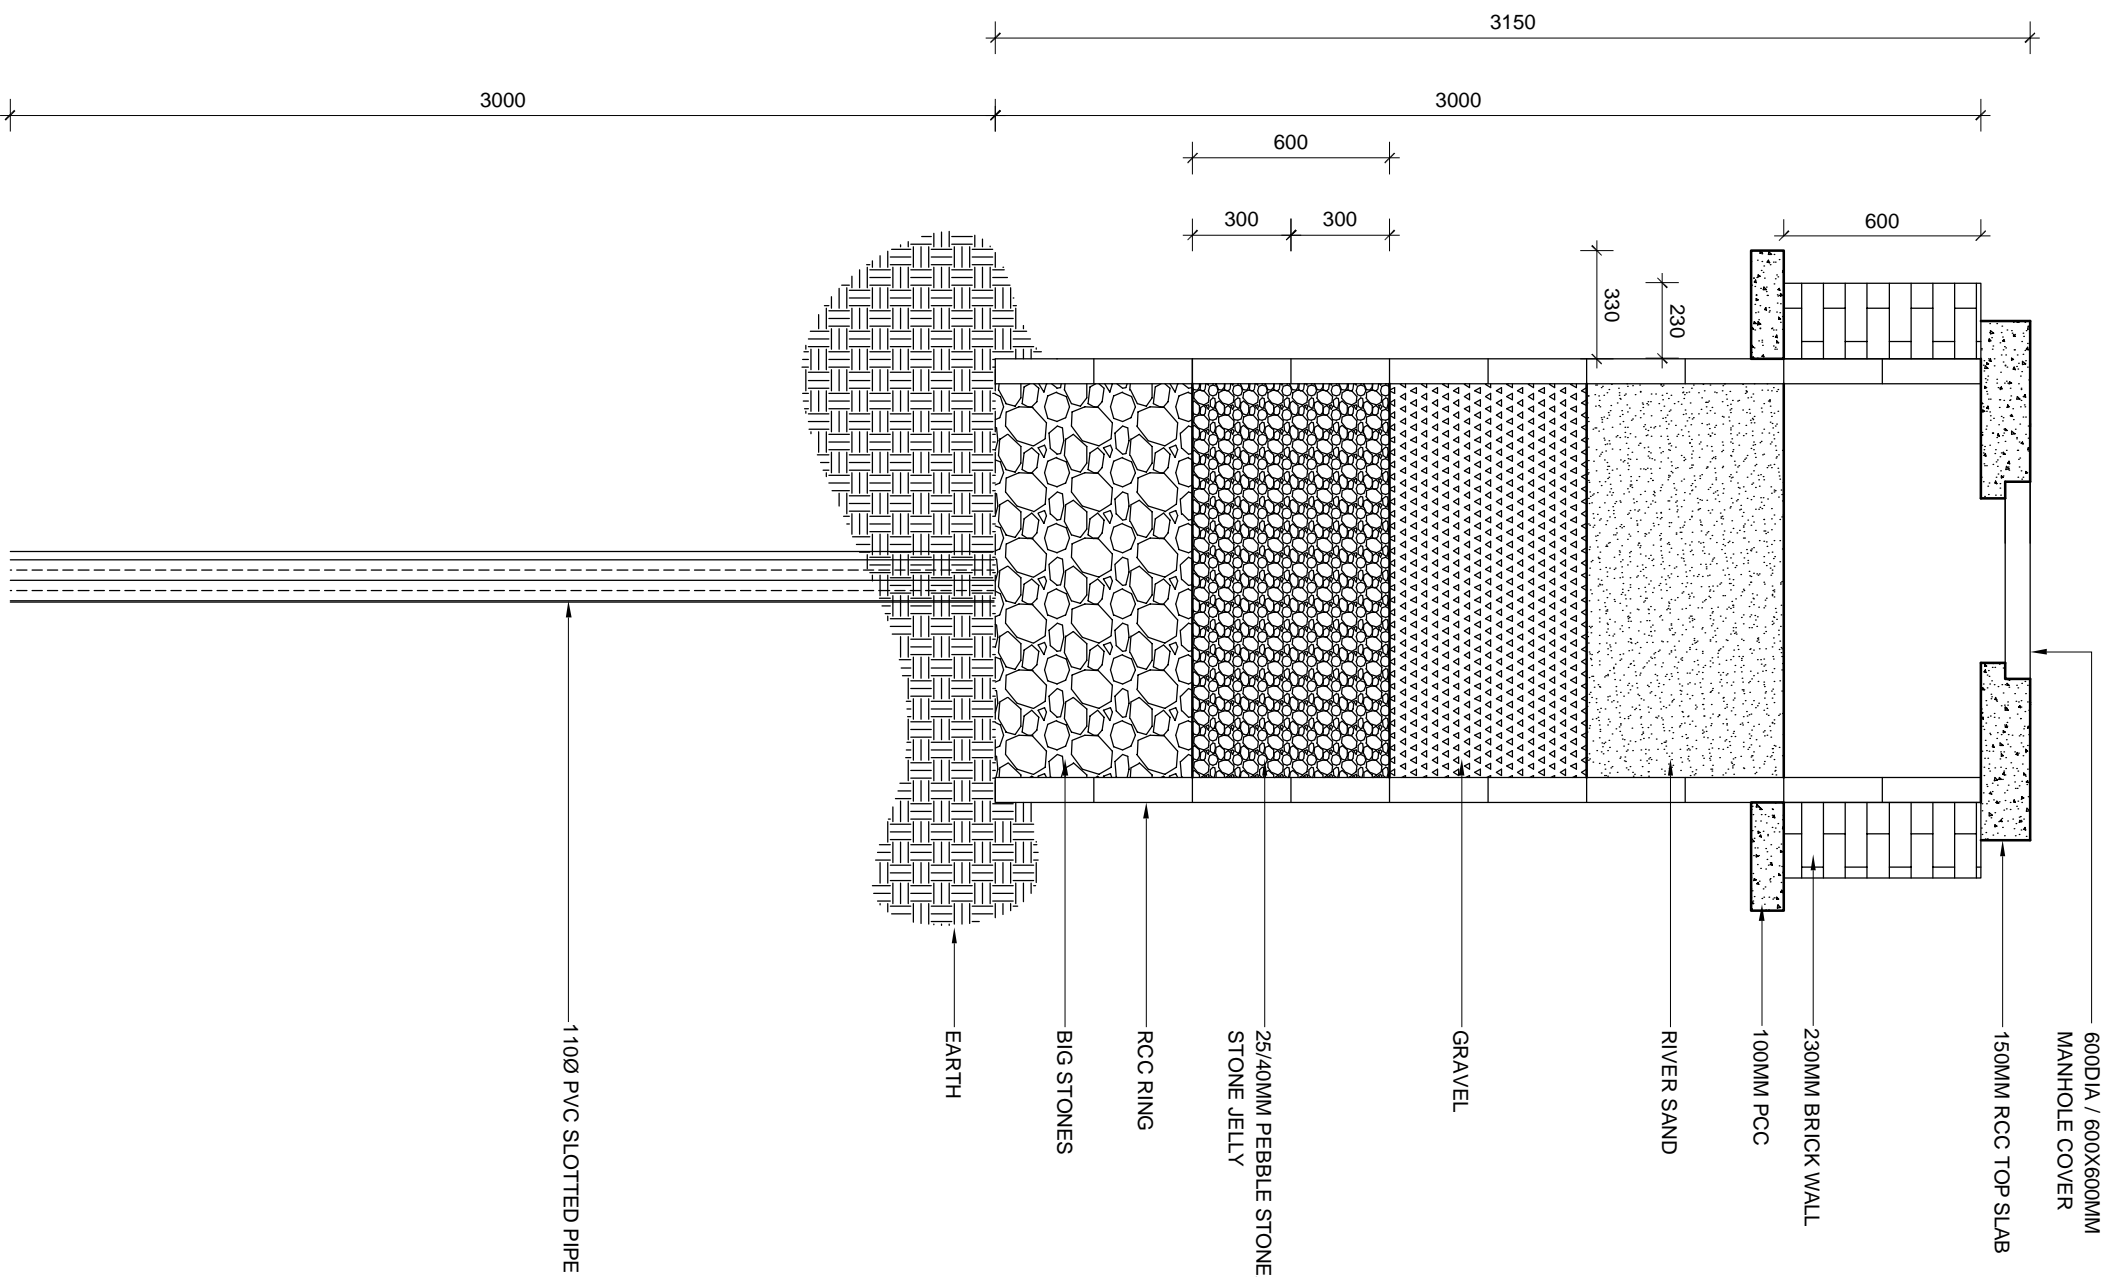 3150
3000
3000
600
300
300
600
330
230
600DIA / 600X600MM
MANHOLE COVER
150MM RCC TOP SLAB
230MM BRICK WALL
100MM PCC
RIVER SAND
GRAVEL
25/40MM PEBBLE STONE
STONE JELLY
RCC RING
BIG STONES
EARTH
110Ø PVC SLOTTED PIPE